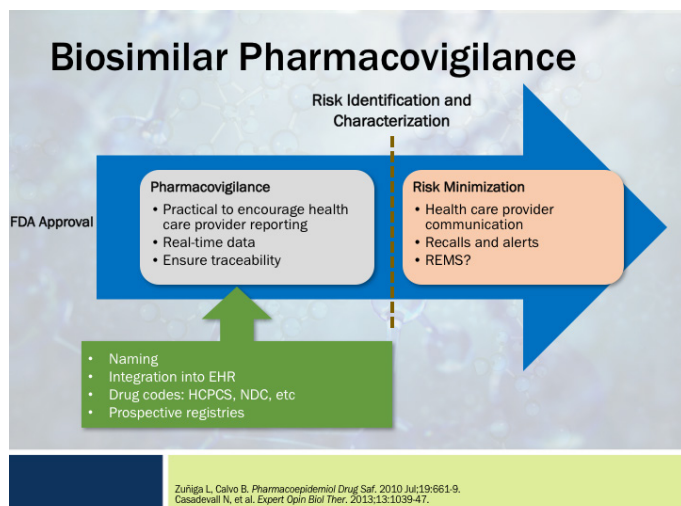 Biosimilar Pharmacovigilance
Risk Identification and
Characterization
FDA Approval
Pharmacovigilance
• Practical to encourage health
care provider reporting
• Real-time data
• Ensure traceability
Risk Minimization
• Health care provider
communication
• Recalls and alerts
• REMS?
• Naming
• Integration into EHR
• Drug codes: HCPCS, NDC, etc
• Prospective registries
Zuñiga L, Calvo B. Pharmacoepidemiol Drug Saf. 2010 Jul;19:661-9.
Casadevall N, et al. Expert Opin Biol Ther. 2013;13:1039-47.